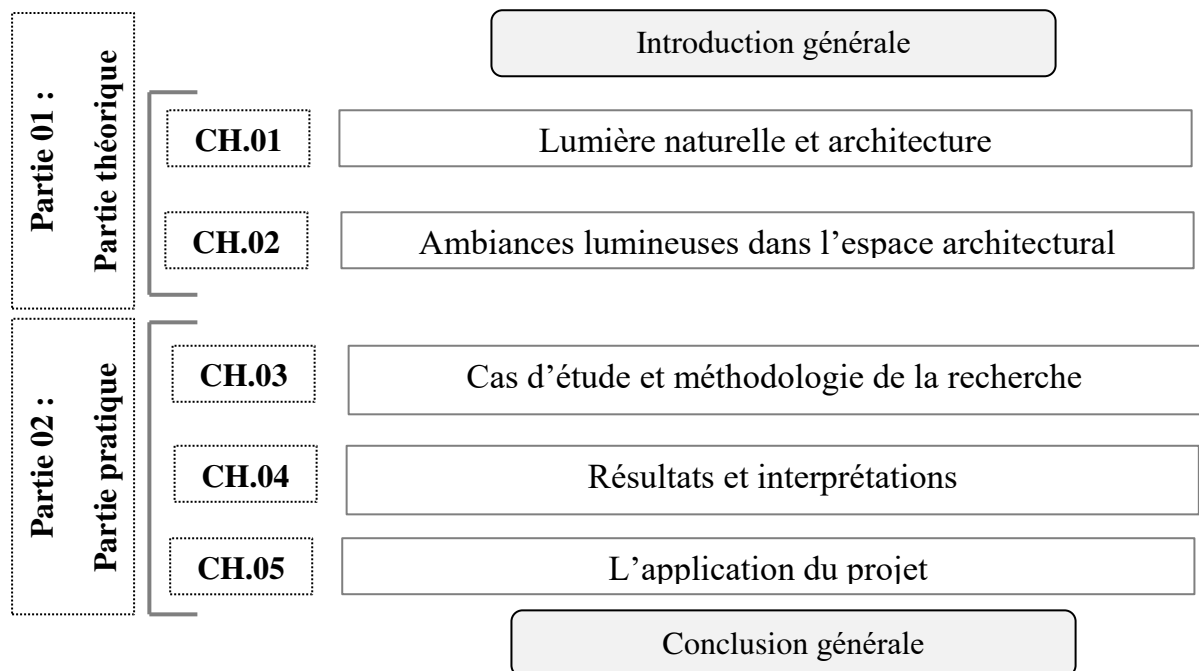 Introduction générale
Partie 01 :
Partie théorique
CH.01
Lumière naturelle et architecture
CH.02
Ambiances lumineuses dans l’espace architectural
Partie 02 :
Partie pratique
CH.03
Cas d’étude et méthodologie de la recherche
CH.04
Résultats et interprétations
CH.05
L’application du projet
Conclusion générale